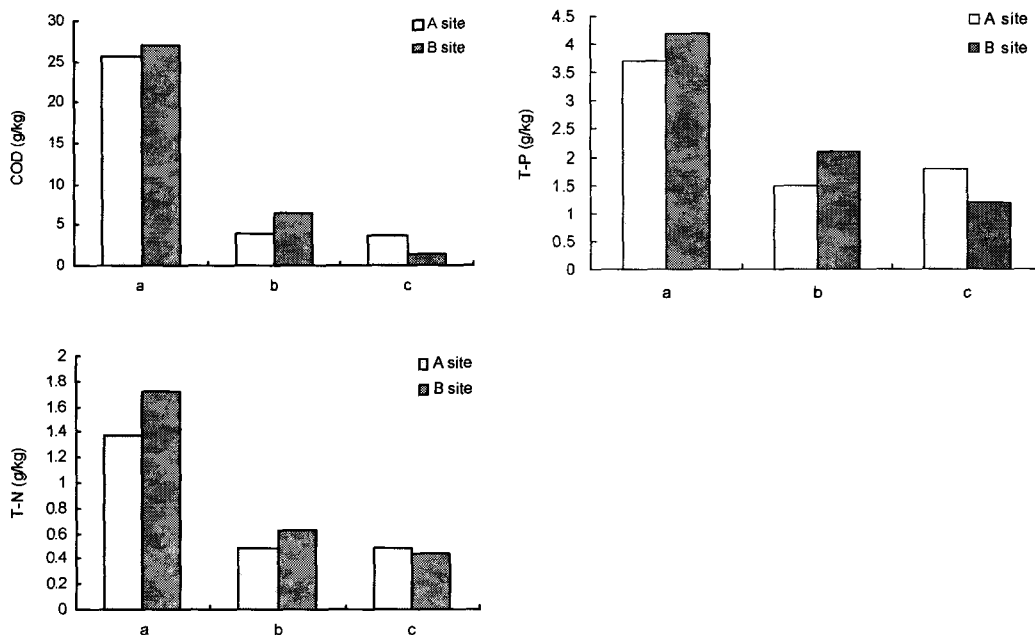 30
25
20
15
10
5
0
COD (g/kg)
A site
B site
a b c
4.5
4
3.5
3
2.5
2
1.5
1
0.5
0
T-P (g/kg)
A site
B site
a b c
2
1.8
1.6
1.4
1.2
1
0.8
0.6
0.4
0.2
0
T-N (g/kg)
A site
B site
a b c